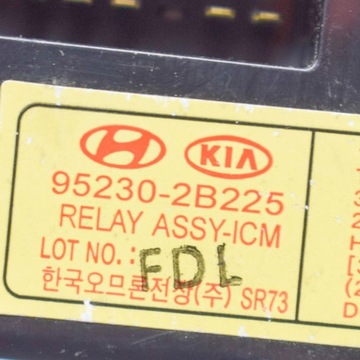 KIA
95230-2B225
RELAY ASSY-ICM
LOT NO. :
FDL
한국오므론전장(주) SR73